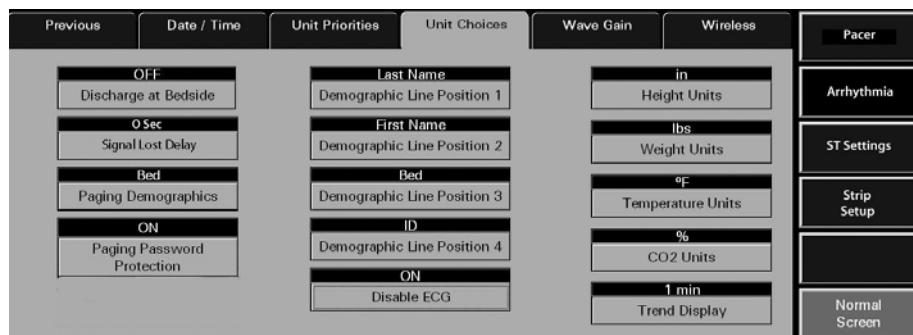 Previous
Date / Time
Unit Priorities
Unit Choices
Wave Gain
Wireless
OFF
Discharge at Bedside
0 Sec
Signal Lost Delay
Bed
Paging Demographics
ON
Paging Password
Protection
Last Name
Demographic Line Position 1
First Name
Demographic Line Position 2
Bed
Demographic Line Position 3
ID
Demographic Line Position 4
ON
Disable ECG
in
Height Units
lbs
Weight Units
ºF
Temperature Units
%
CO2 Units
1 min
Trend Display
Pacer
Arrhythmia
ST Settings
Strip
Setup
Normal
Screen